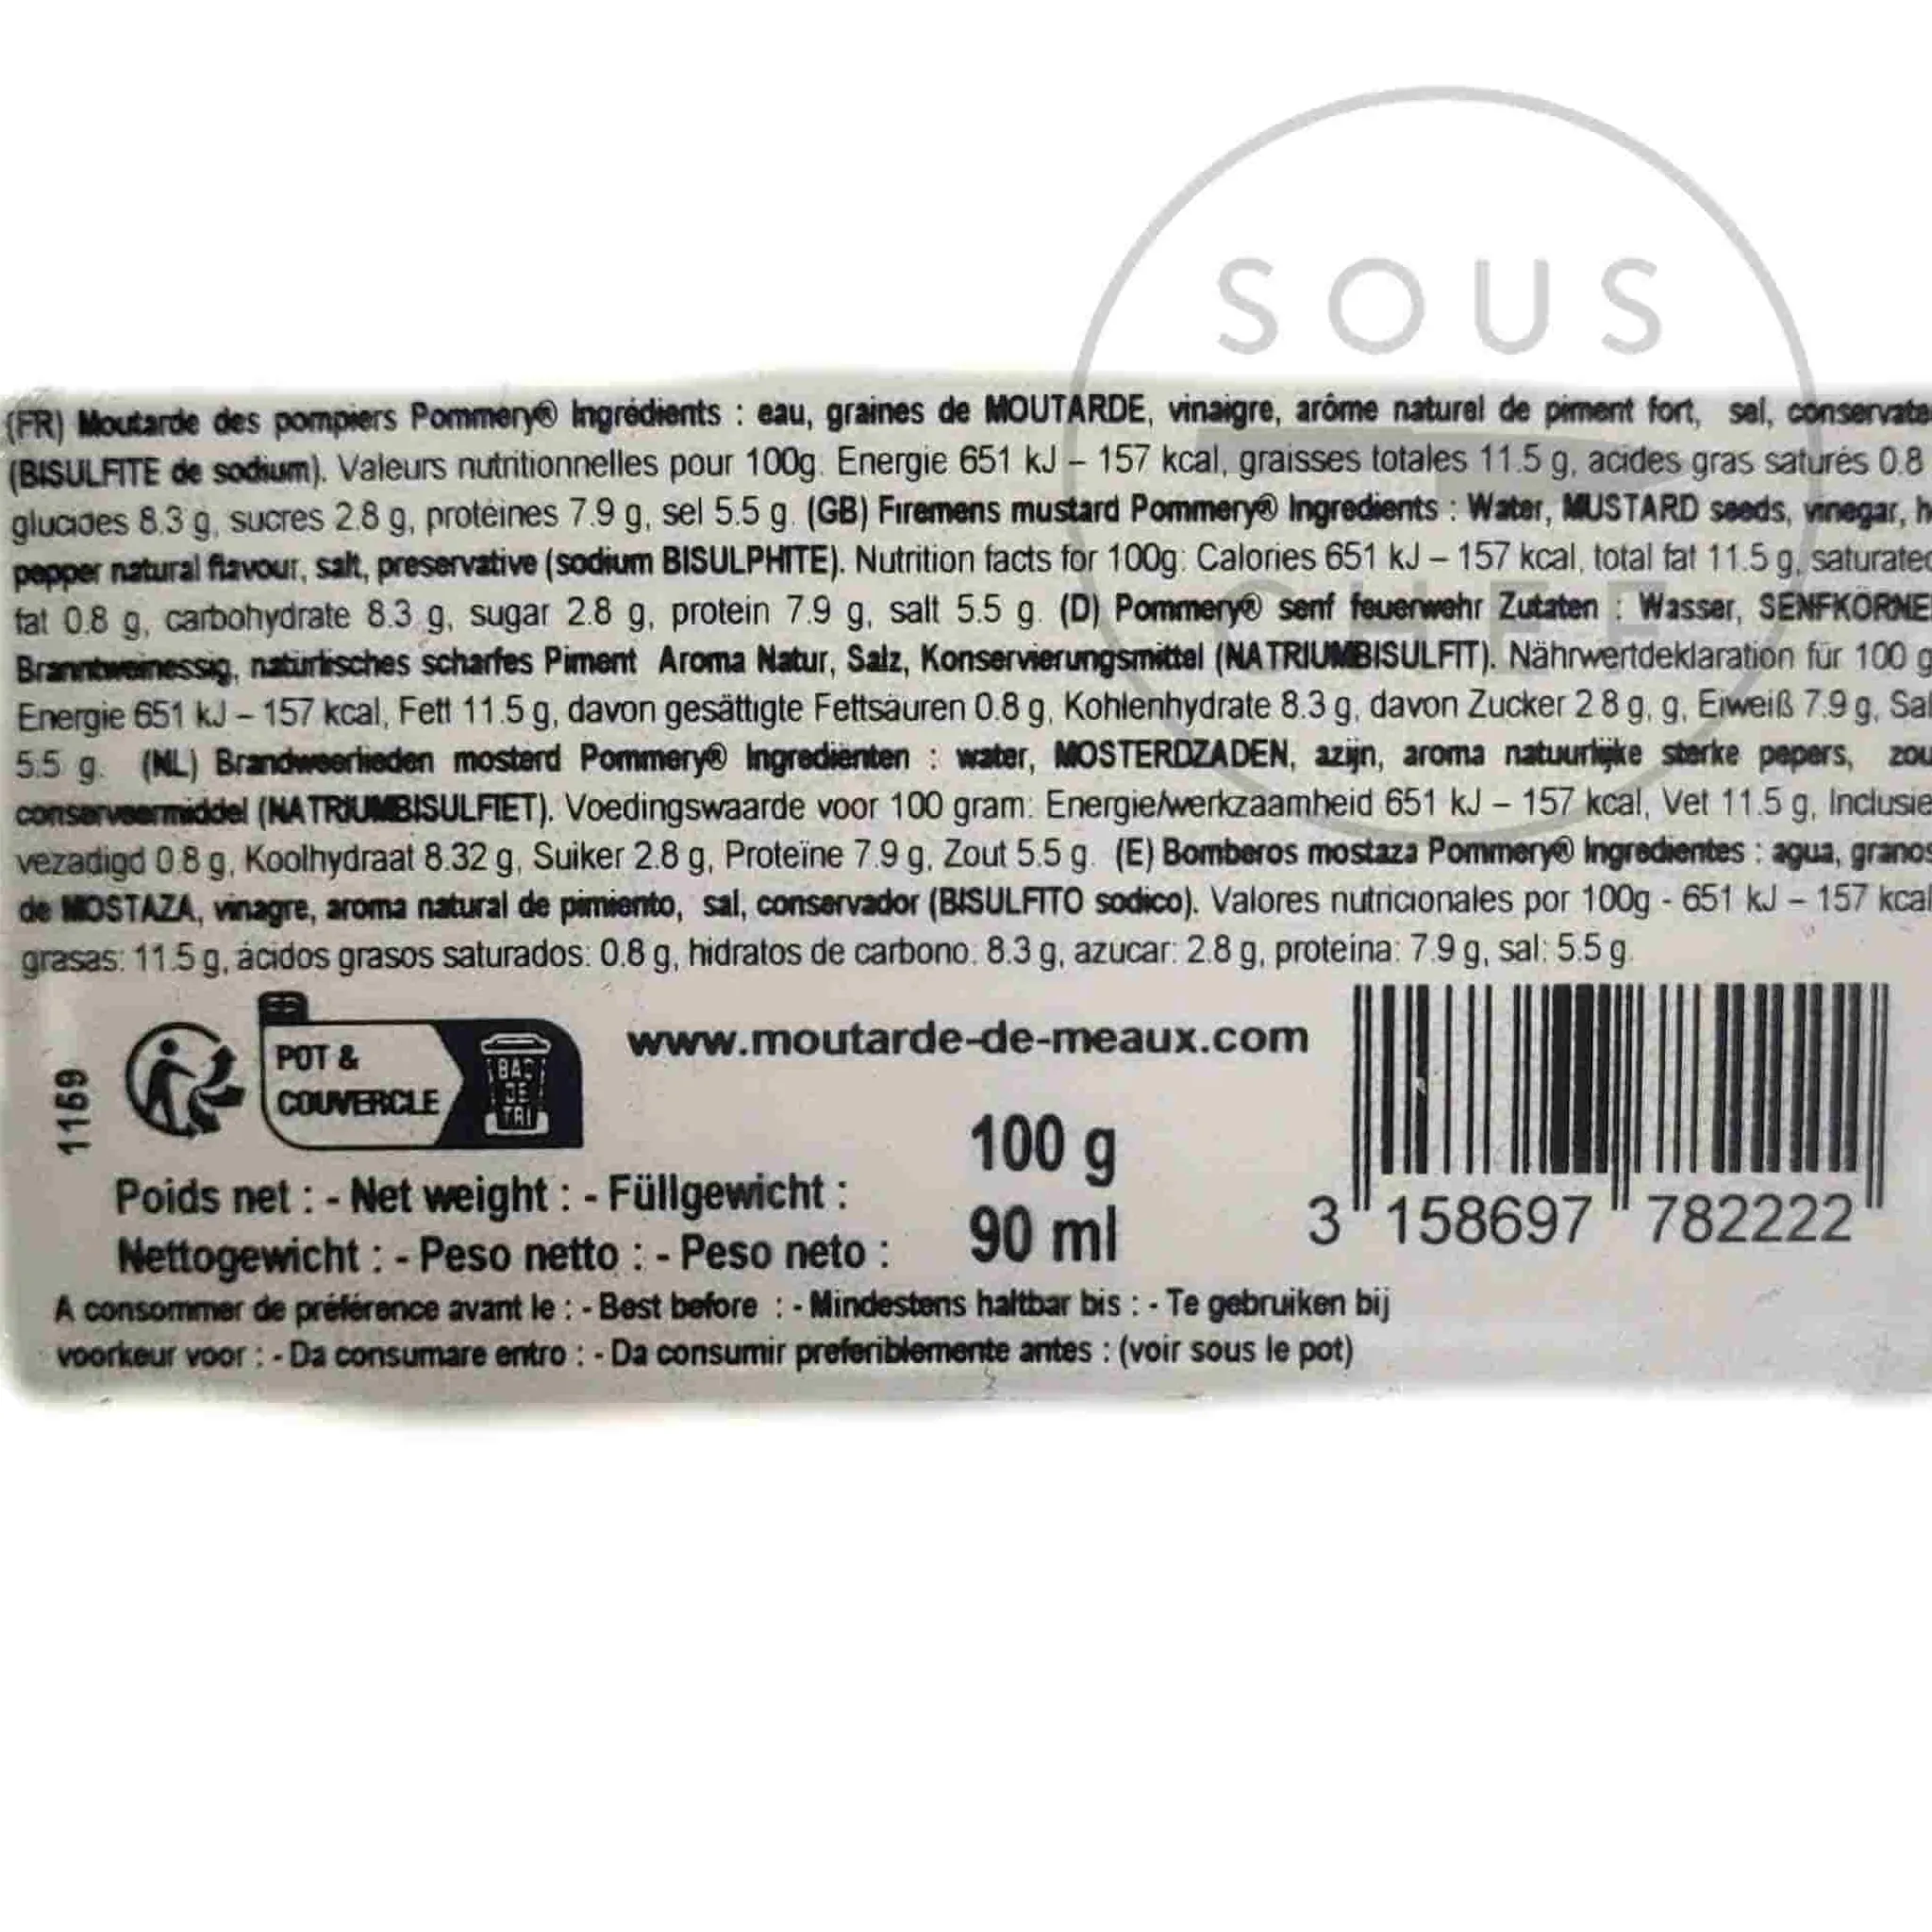 SOUS
CHEF
(FR) Moutarde des pompiers Pommery® Ingrédients : eau, graines de MOUTARDE, vinaigre, arôme naturel de piment fort, sel, conservate
(BISULFITE de sodium). Valeurs nutritionnelles pour 100g. Energie 651 kJ – 157 kcal, graisses totales 11.5 g, acides gras saturés 0.8
glucides 8.3 g, sucres 2.8 g, protéines 7.9 g, sel 5.5 g. (GB) Firemens mustard Pommery® Ingredients : Water, MUSTARD seeds, vinegar, h
pepper natural flavour, salt, preservative (sodium BISULPHITE). Nutrition facts for 100g: Calories 651 kJ – 157 kcal, total fat 11.5 g, saturated
fat 0.8 g, carbohydrate 8.3 g, sugar 2.8 g, protein 7.9 g, salt 5.5 g. (D) Pommery® senf feuerwehr Zutaten : Wasser, SENFKÖRNE
Branntweinessig, natürlisches scharfes Piment Aroma Natur, Salz, Konservierungsmittel (NATRIUMBISULFIT). Nährwertdeklaration für 100 g
Energie 651 kJ – 157 kcal, Fett 11.5 g, davon gesättigte Fettsäuren 0.8 g, Kohlenhydrate 8.3 g, davon Zucker 2.8 g, g, Eiweiß 7.9 g, Sal
5.5 g. (NL) Brandweerlieden mosterd Pommery® Ingrediënten : water, MOSTERDZADEN, azijn, aroma natuurlijke sterke pepers, zou
conserveermiddel (NATRIUMBISULFIET). Voedingswaarde voor 100 gram: Energie/werkzaamheid 651 kJ – 157 kcal, Vet 11.5 g, Inclusie
vezadigd 0.8 g, Koolhydraat 8.32 g, Suiker 2.8 g, Proteïne 7.9 g, Zout 5.5 g. (E) Bomberos mostaza Pommery® Ingredientes : agua, granos
de MOSTAZA, vinagre, aroma natural de pimiento, sal, conservador (BISULFITO sodico). Valores nutricionales por 100g - 651 kJ – 157 kcal
grasas: 11.5 g, ácidos grasos saturados: 0.8 g, hidratos de carbono: 8.3 g, azucar: 2.8 g, proteina: 7.9 g, sal: 5.5 g.
1159
POT &
COUVERCLE
BAC
DE
TRI
www.moutarde-de-meaux.com
100 g
90 ml
Poids net : - Net weight : - Füllgewicht :
Nettogewicht : - Peso netto : - Peso neto :
3 158697 782222
A consommer de préférence avant le : - Best before : - Mindestens haltbar bis : - Te gebruiken bij
voorkeur voor : - Da consumare entro : - Da consumir preferiblemente antes : (voir sous le pot)